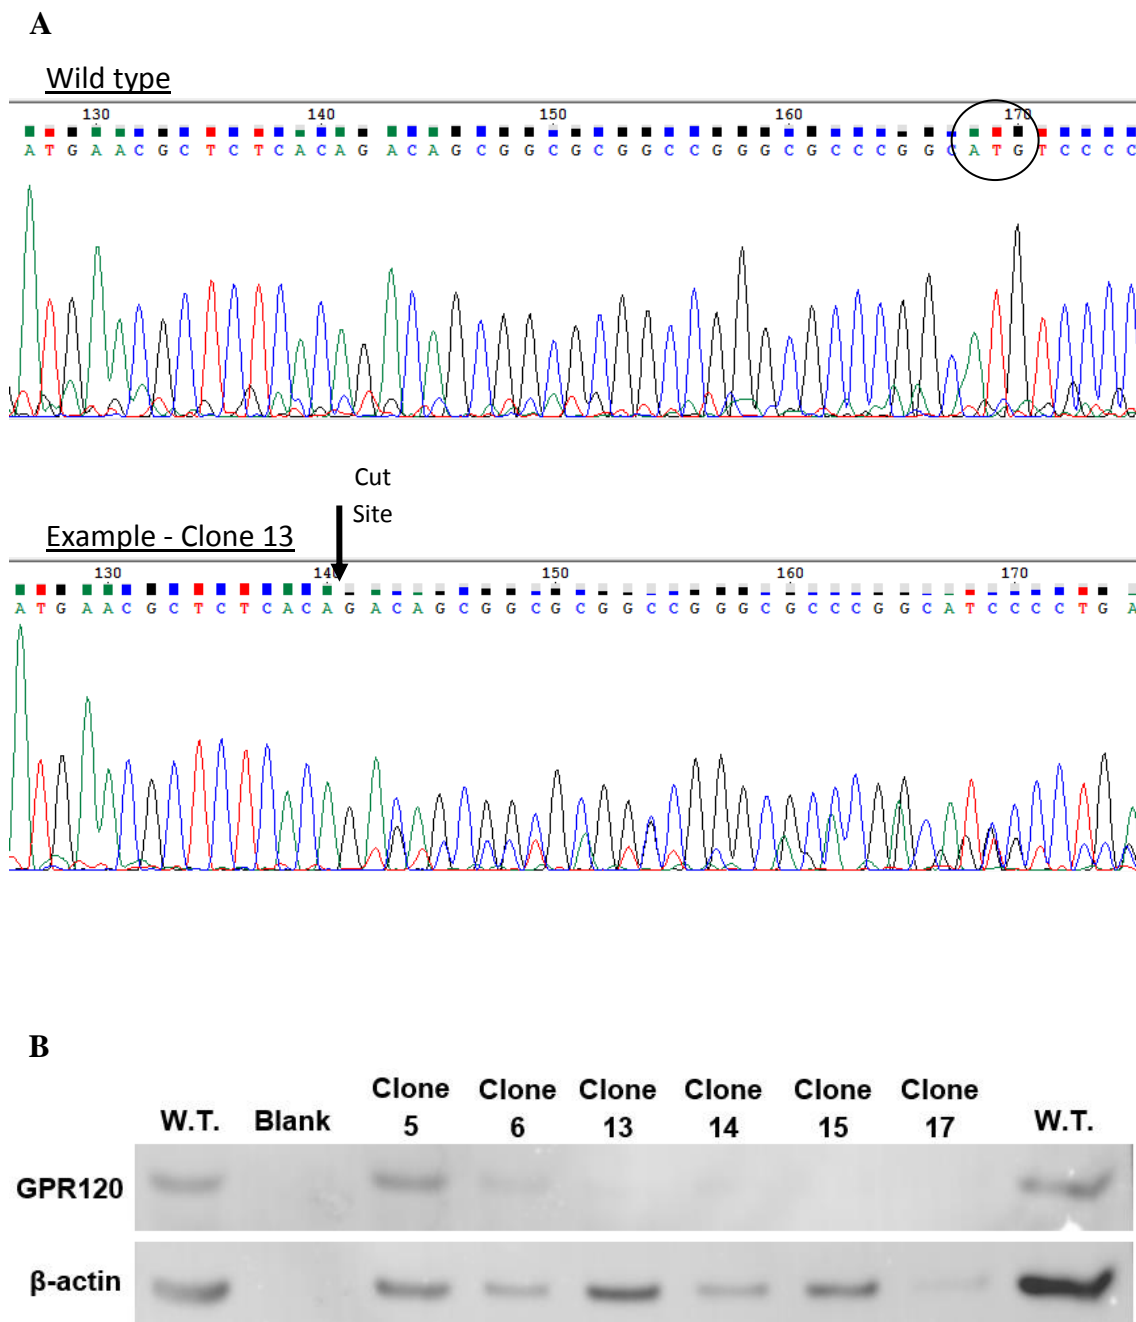 A
Wild type
130 140 150 160 170
A T G A A C G C T C T C A C A G A C A G C G G C G C G G C C G G G C G C C C G G C A T G T C C C C
Cut
Site
Example - Clone 13
130 140 150 160 170
A T G A A C G C T C T C A C A G A C A G C G G C G C G G C C G G G C G C C C G G C A T C C C C T G A
B
W.T. Blank Clone 5 Clone 6 Clone 13 Clone 14 Clone 15 Clone 17 W.T.
GPR120
β-actin